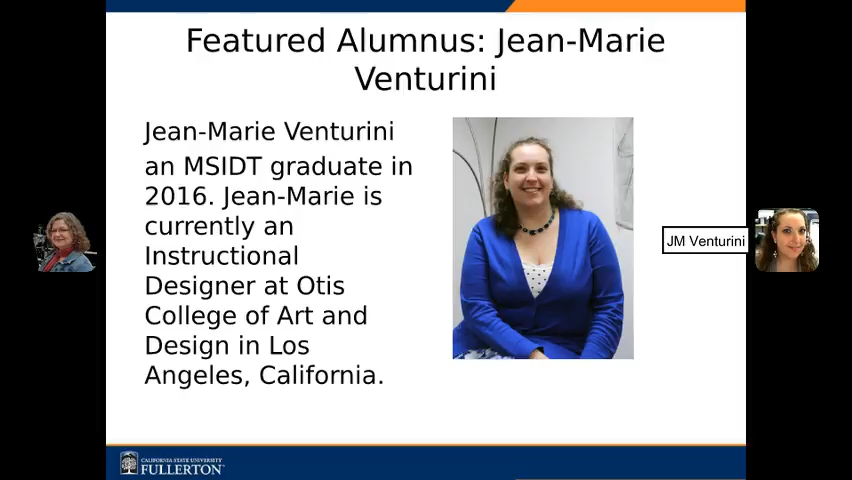 Featured Alumnus: Jean-Marie
Venturini
Jean-Marie Venturini
an MSIDT graduate in
2016. Jean-Marie is
currently an
Instructional
Designer at Otis
College of Art and
Design in Los
Angeles, California.
JM Venturini
CALIFORNIA STATE UNIVERSITY
FULLERTON